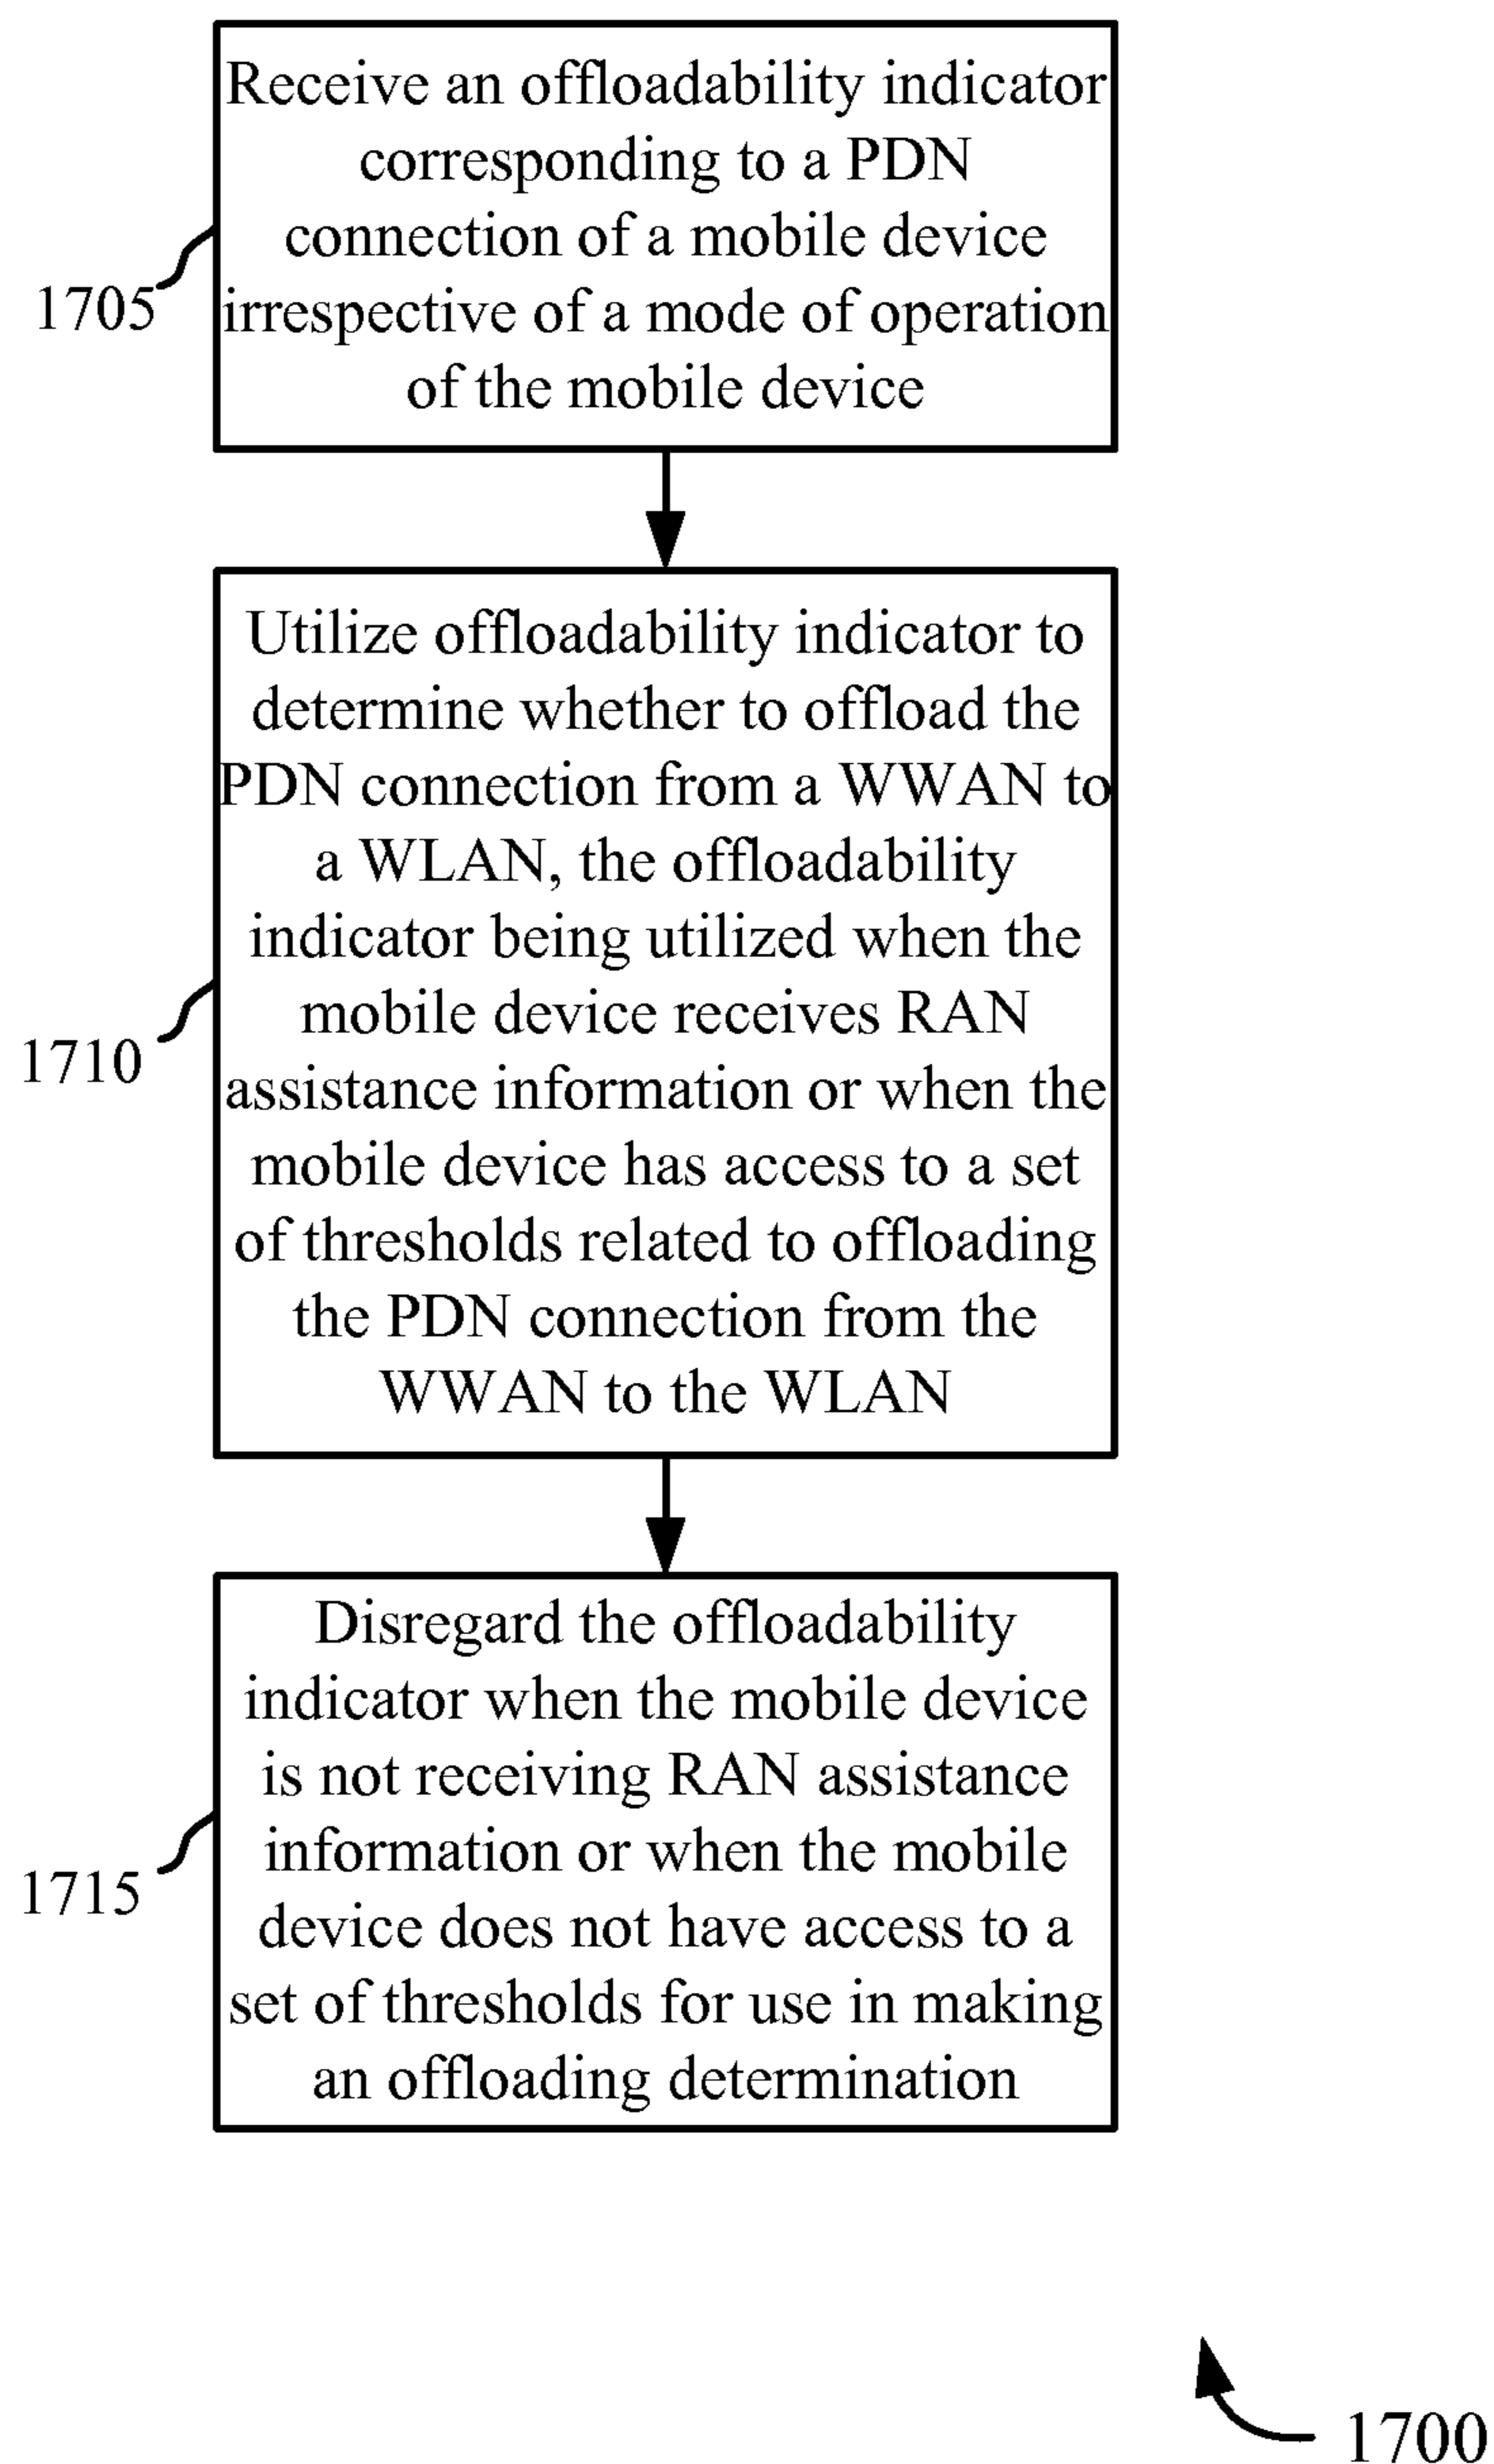 Receive an offloadability indicator
corresponding to a PDN
connection of a mobile device
irrespective of a mode of operation
of the mobile device
1705
Utilize offloadability indicator to
determine whether to offload the
PDN connection from a WWAN to
a WLAN, the offloadability
indicator being utilized when the
mobile device receives RAN
assistance information or when the
mobile device has access to a set
of thresholds related to offloading
the PDN connection from the
WWAN to the WLAN
1710
Disregard the offloadability
indicator when the mobile device
is not receiving RAN assistance
information or when the mobile
device does not have access to a
set of thresholds for use in making
an offloading determination
1715
1700